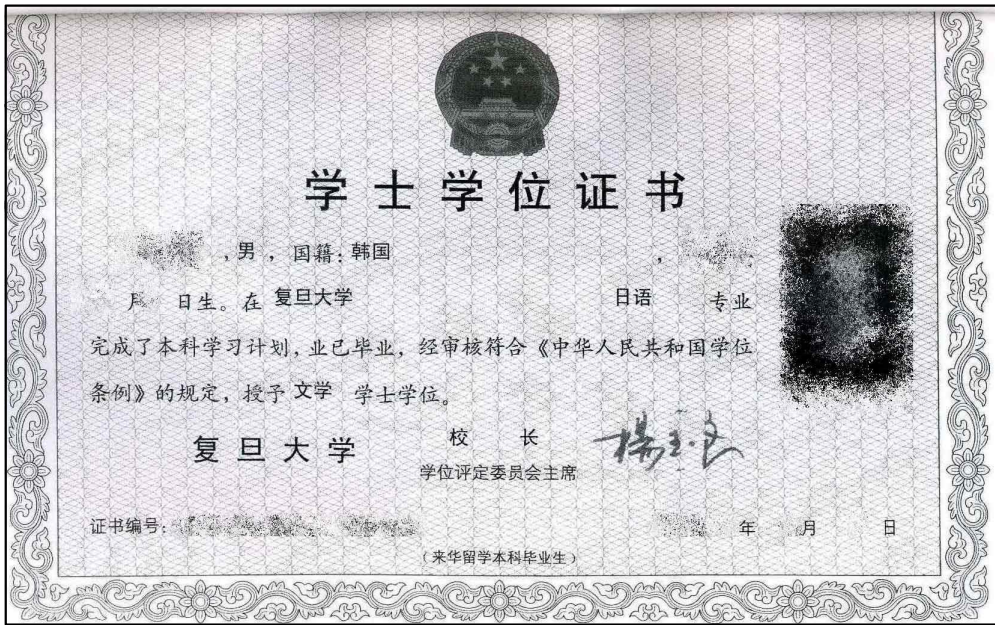 学士学位证书
，男，国籍：韩国 ，
月 日生。在 复旦大学 日语 专业
完成了本科学习计划，业已毕业，经审核符合《中华人民共和国学位
条例》的规定，授予 文学 学士学位。
复旦大学 校 长 杨玉良
学位评定委员会主席
证书编号： 年 月 日
（来华留学本科毕业生）